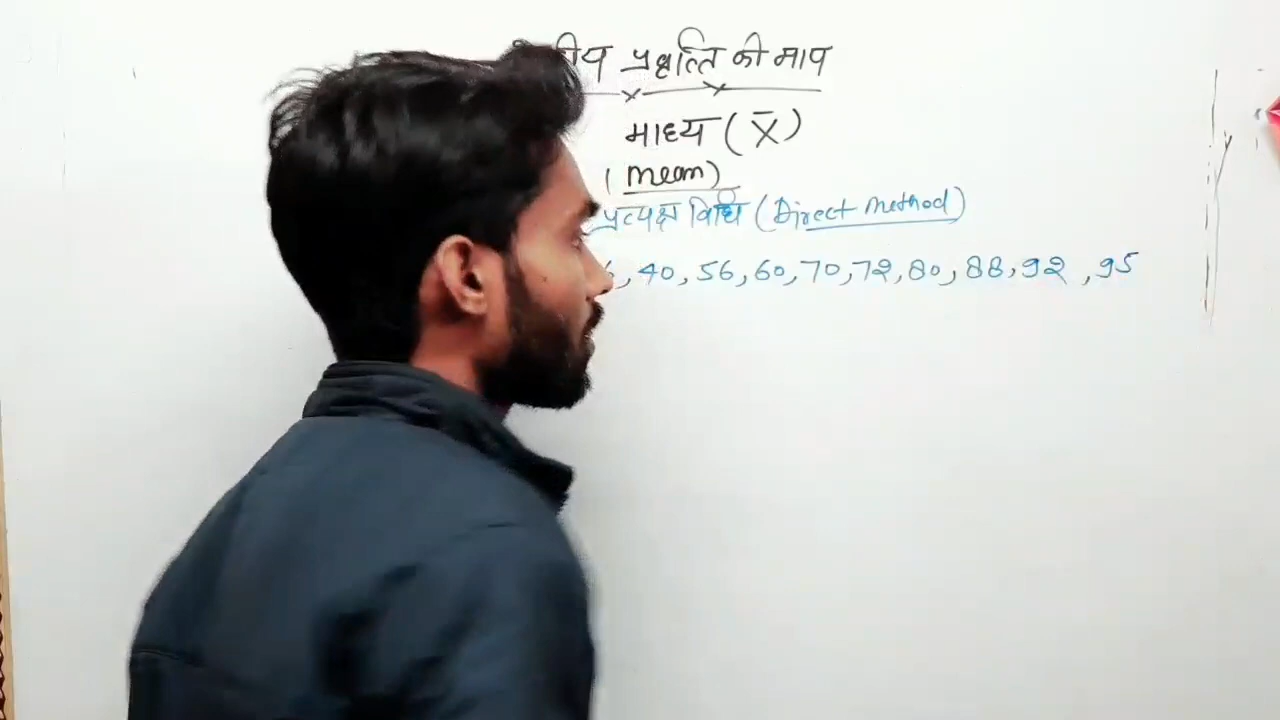 प्रवृत्ति की माप
माध्य ( X̄ )
( mean )
प्रत्यक्ष विधि ( Direct method )
, 40, 56, 60, 70, 72, 80, 88, 92 , 95